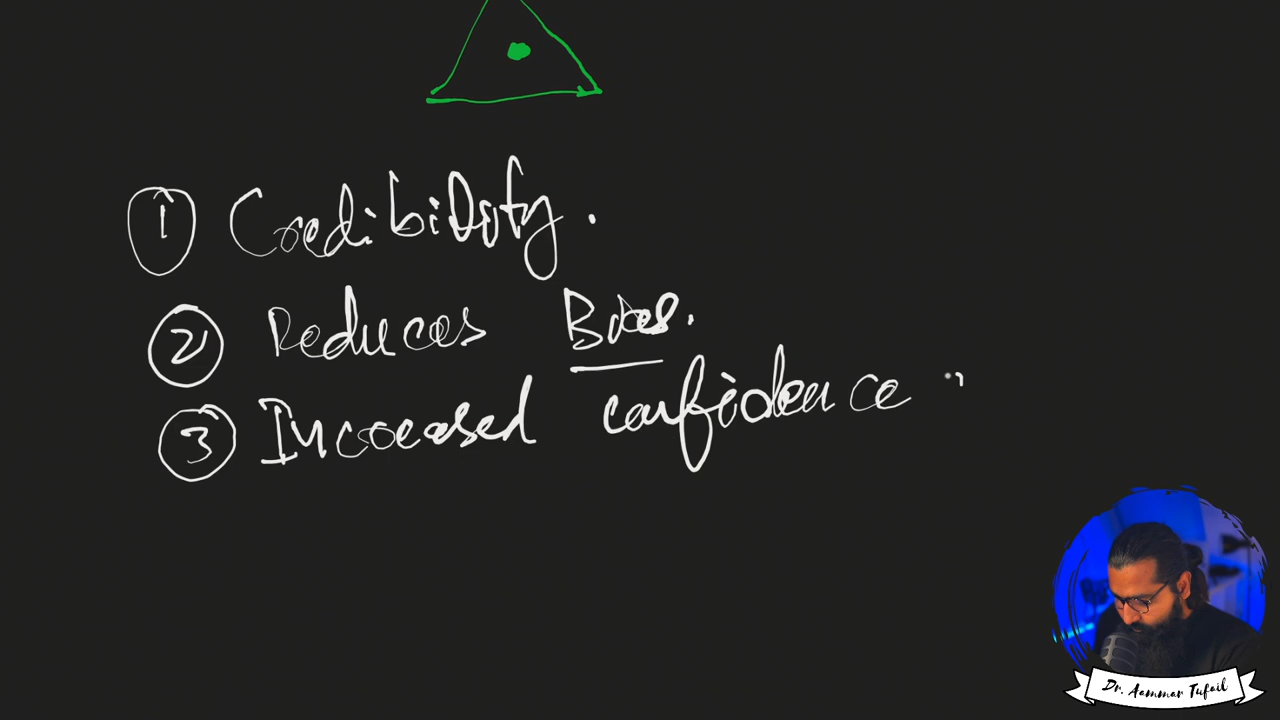 1 Credibility.
2 Reduces Bias.
3 Increased confidence
Dr. Aammar Tufail